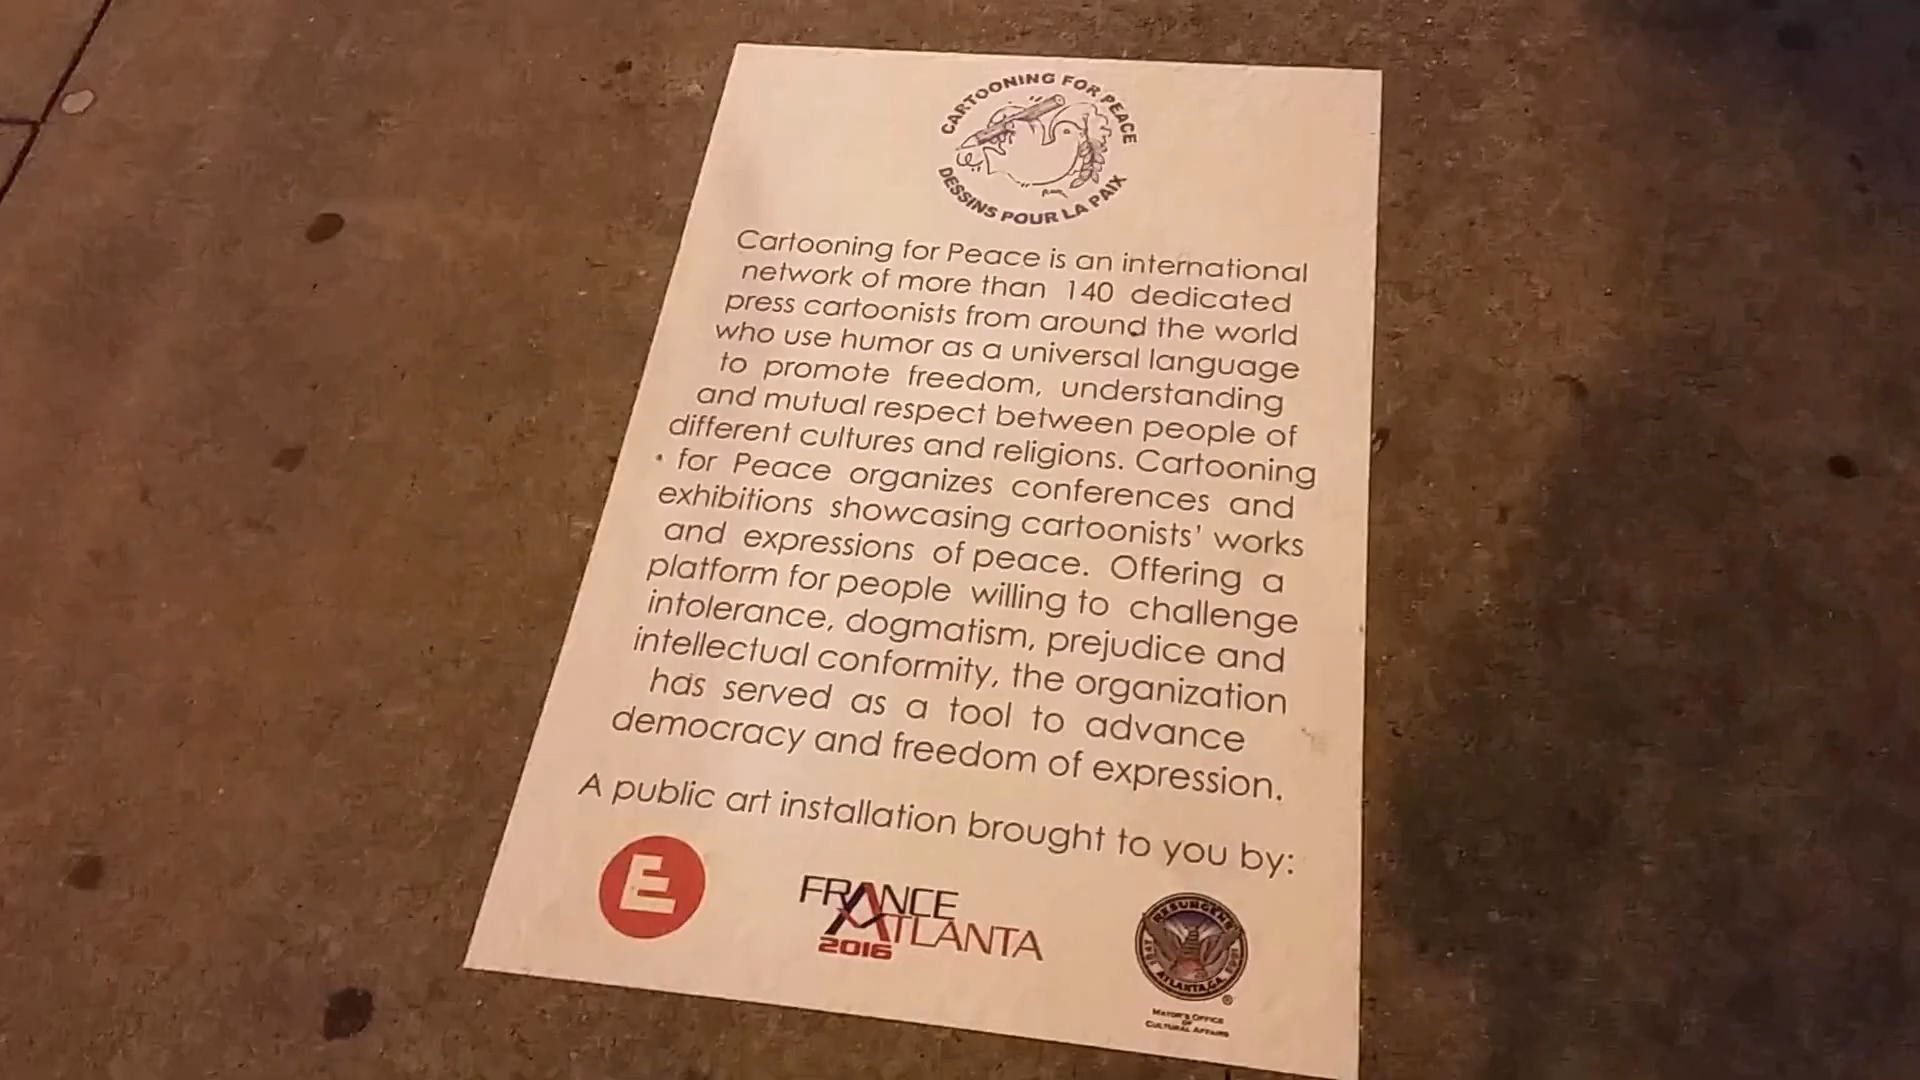 CARTOONING FOR PEACE
DESSINS POUR LA PAIX
Cartooning for Peace is an international
network of more than 140 dedicated
press cartoonists from around the world
who use humor as a universal language
to promote freedom, understanding
and mutual respect between people of
different cultures and religions. Cartooning
for Peace organizes conferences and
exhibitions showcasing cartoonists' works
and expressions of peace. Offering a
platform for people willing to challenge
intolerance, dogmatism, prejudice and
intellectual conformity, the organization
has served as a tool to advance
democracy and freedom of expression.
A public art installation brought to you by:
E
FRANCE
ATLANTA
2016
RESURGENS
1847
ATLANTA, GA.
®
MAYOR'S OFFICE
OF
CULTURAL AFFAIRS